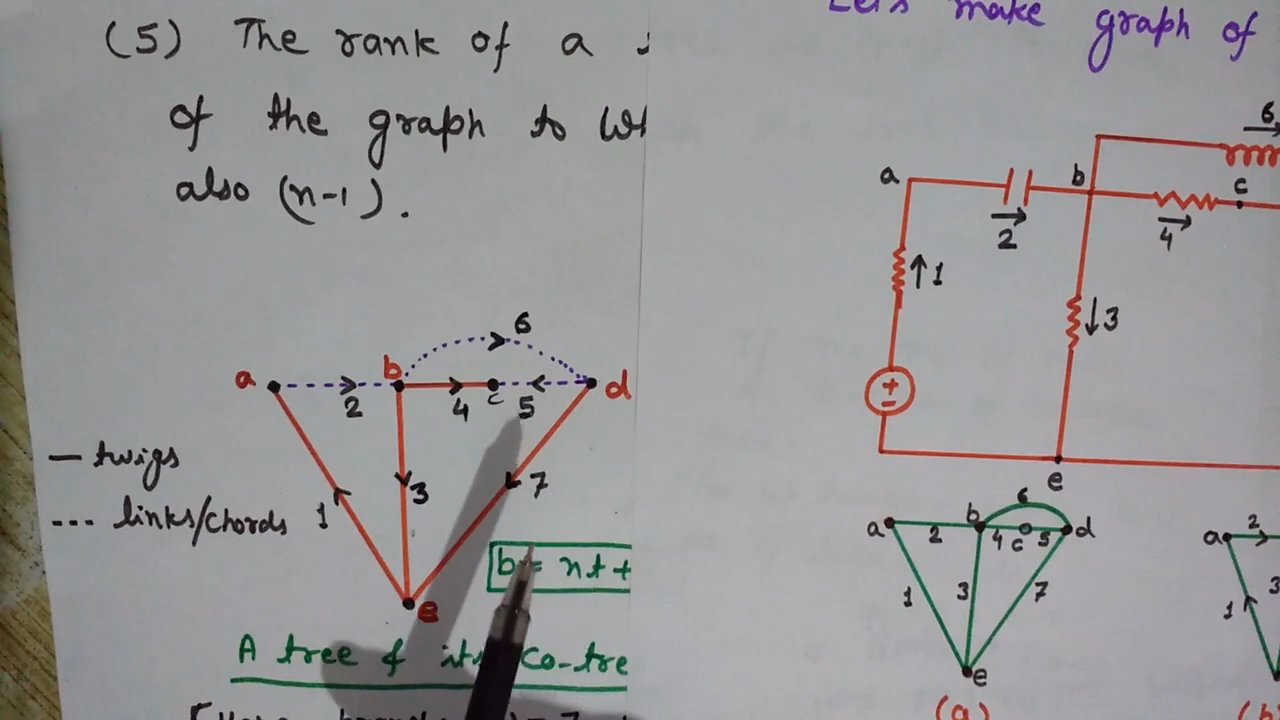 (5) The rank of a
of the graph to
also (n-1).
6
a b d
2 4 c 5
— twigs
--- links/chords
1 3 7
e
b = nt +
A tree & its co-tre
Let's make graph of
6
a b c
2 4
↑1 ↓3
+
-
e
6
a b d
2 4 c 5
1 3 7
e
(a)
a 2
1 3